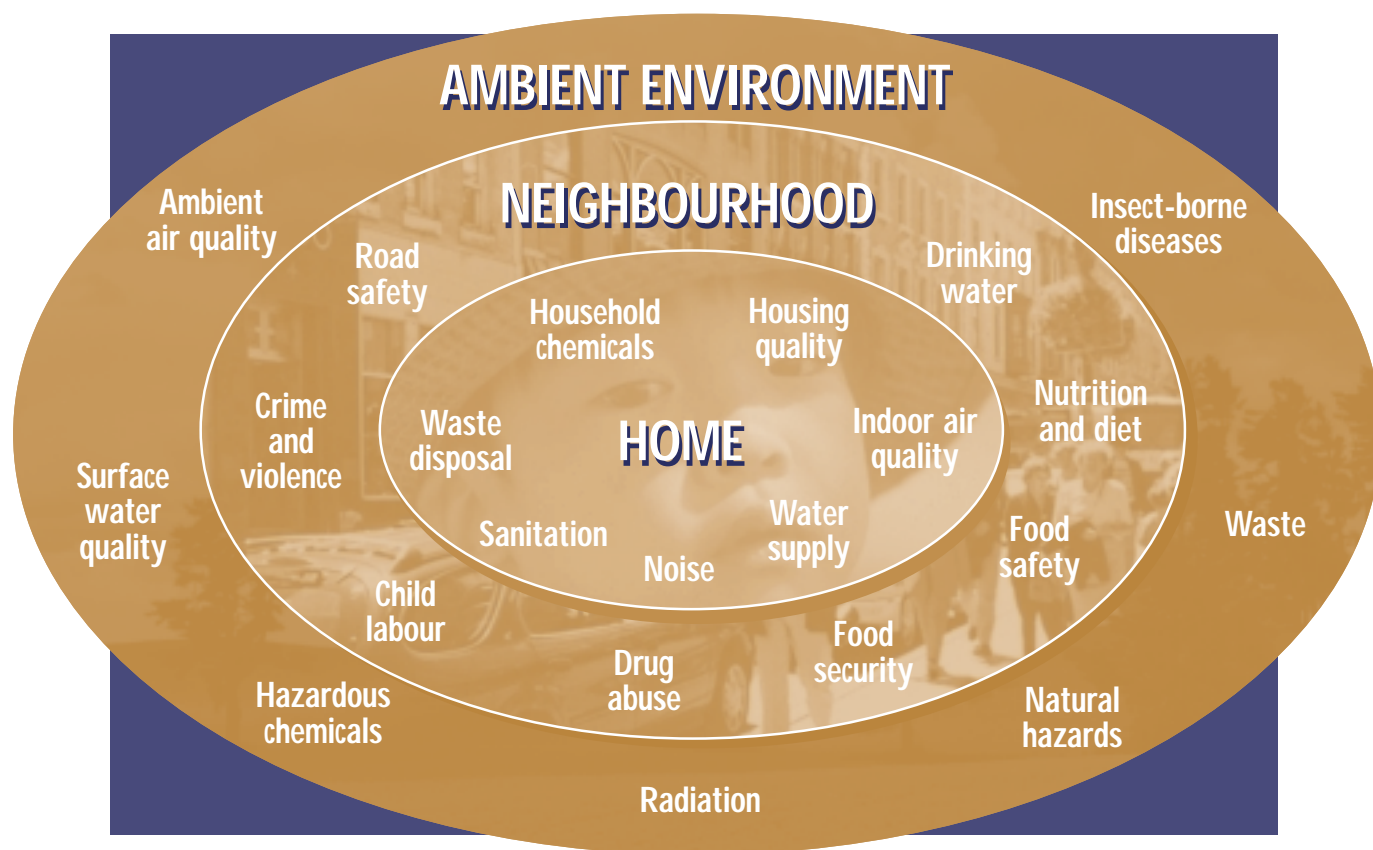 AMBIENT ENVIRONMENT
NEIGHBOURHOOD
HOME
Ambient
air quality
Insect-borne
diseases
Surface
water
quality
Waste
Hazardous
chemicals
Natural
hazards
Radiation
Road
safety
Drinking
water
Crime
and
violence
Nutrition
and diet
Child
labour
Food
safety
Drug
abuse
Food
security
Household
chemicals
Housing
quality
Waste
disposal
Indoor air
quality
Sanitation
Water
supply
Noise